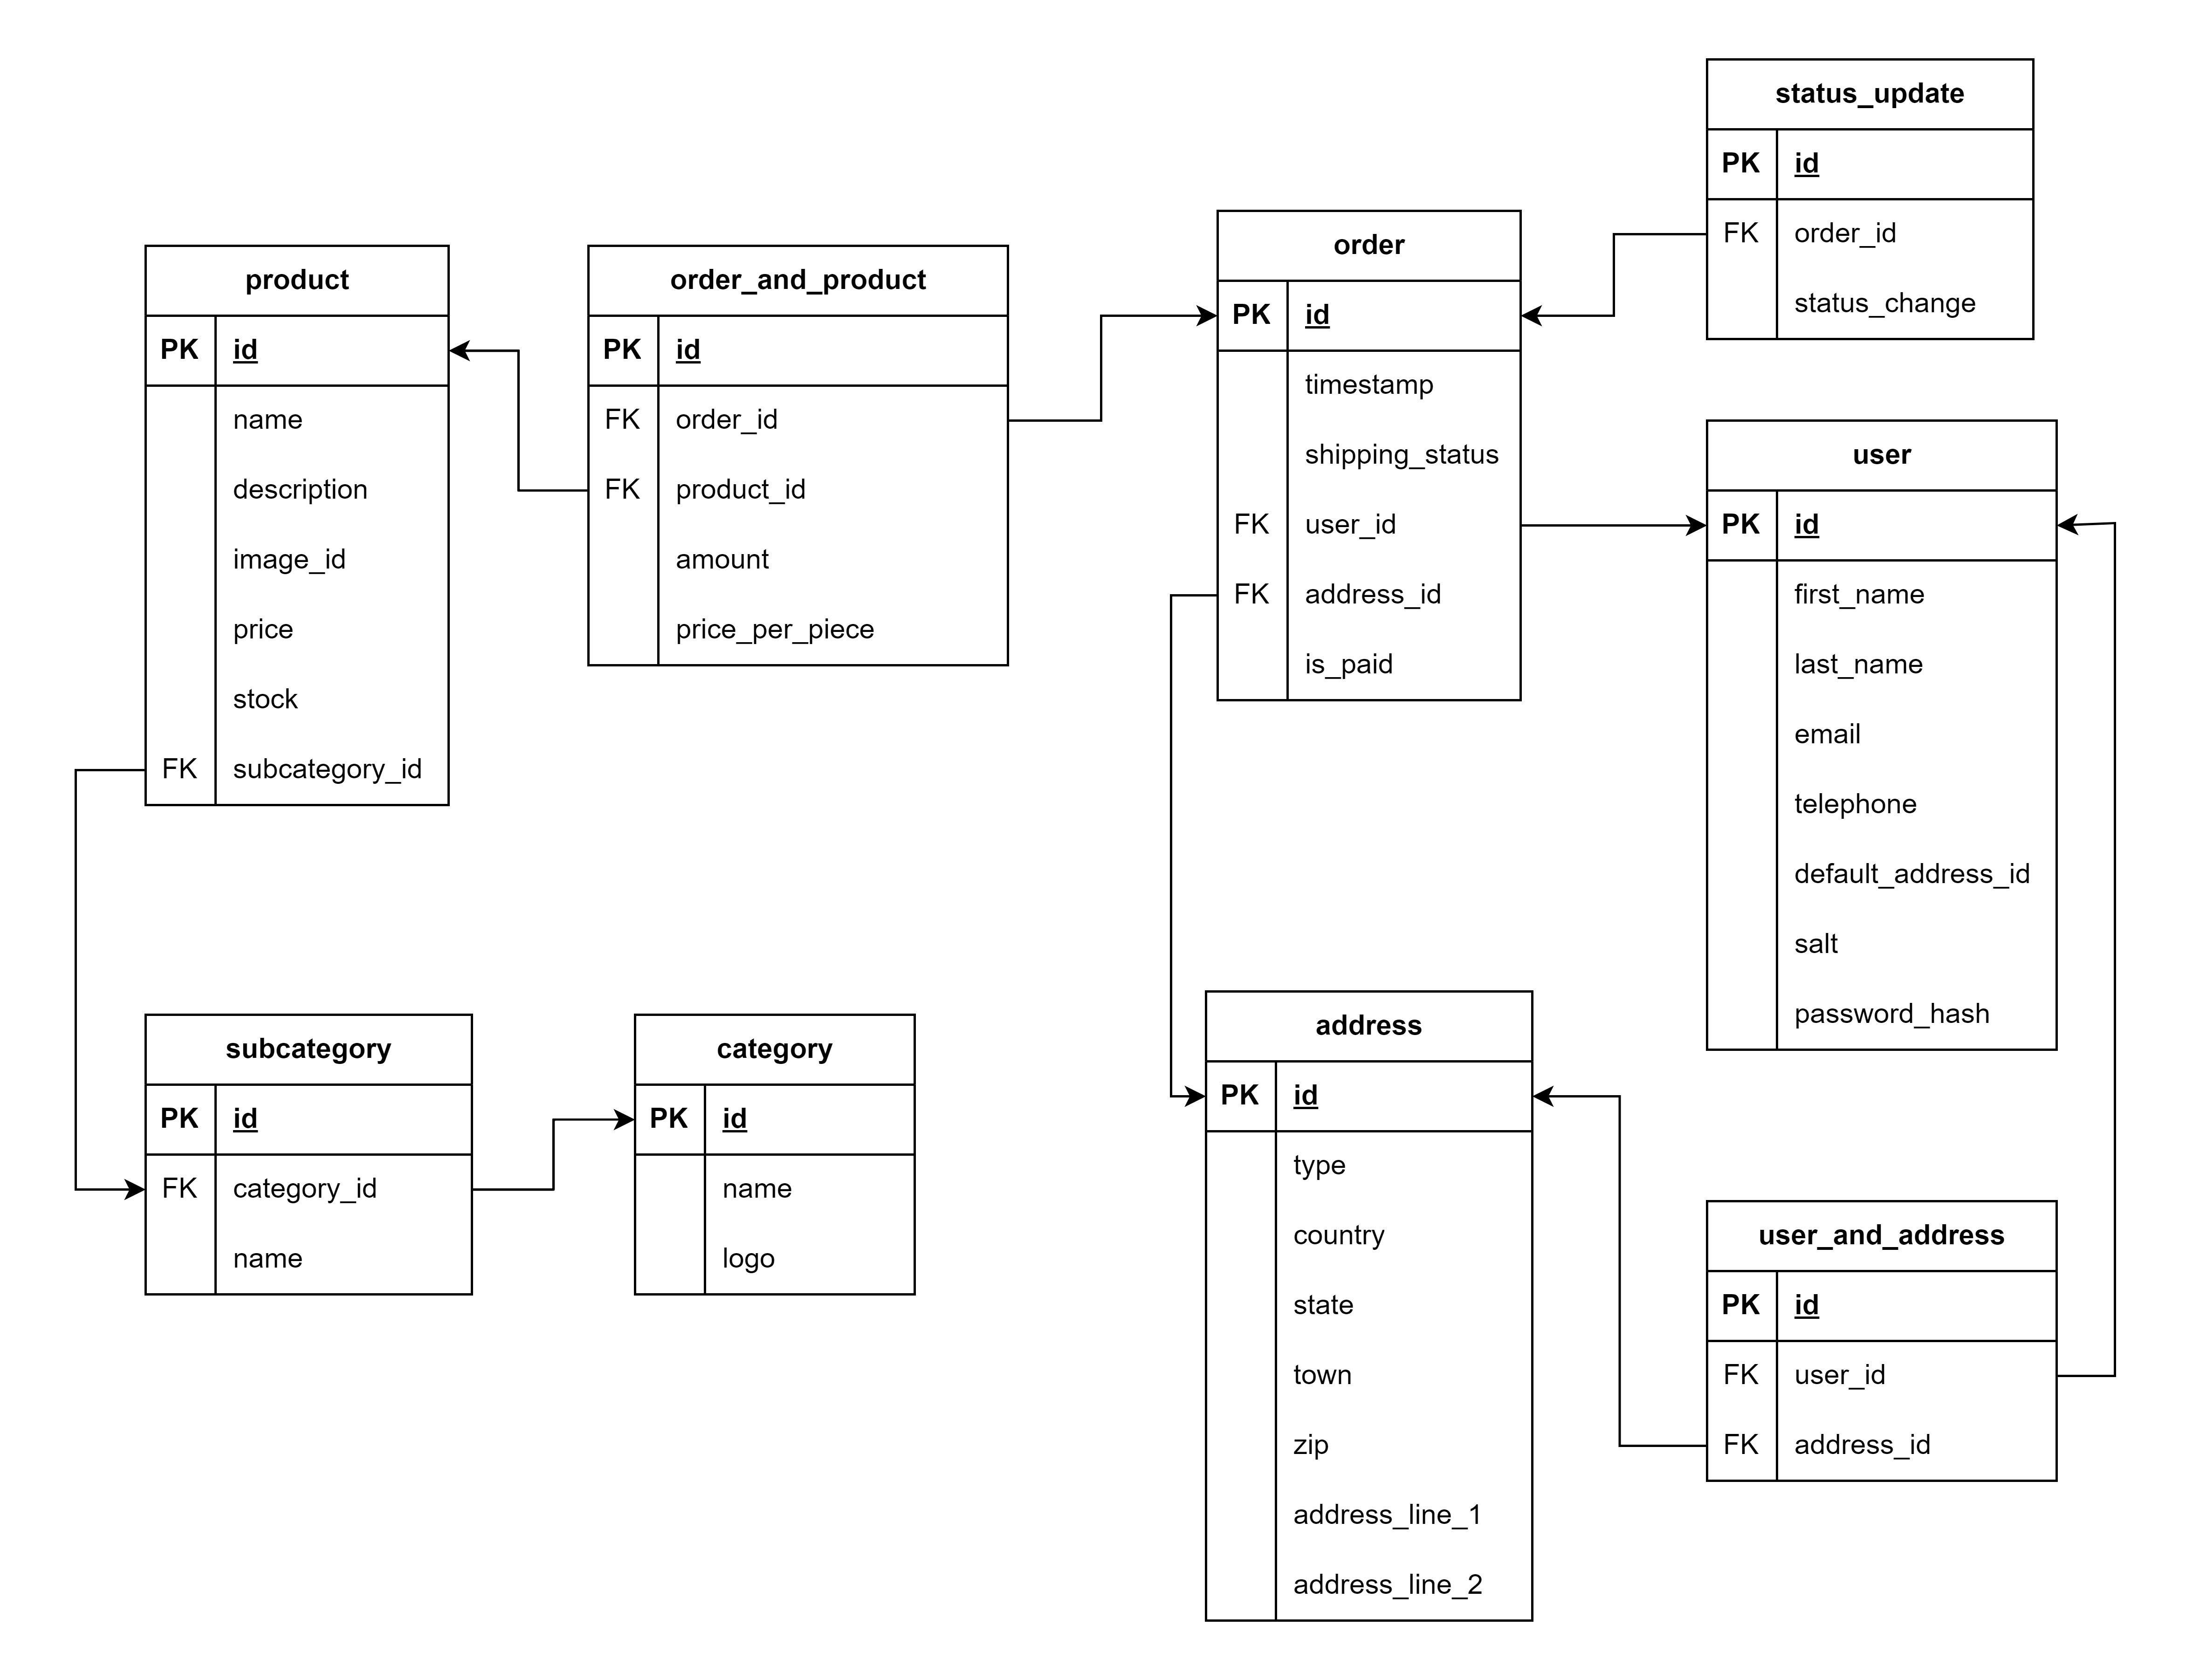 status_update
PK id
FK order_id
status_change
order
PK id
timestamp
shipping_status
FK user_id
FK address_id
is_paid
product
PK id
name
description
image_id
price
stock
FK subcategory_id
order_and_product
PK id
FK order_id
FK product_id
amount
price_per_piece
user
PK id
first_name
last_name
email
telephone
default_address_id
salt
password_hash
subcategory
PK id
FK category_id
name
category
PK id
name
logo
address
PK id
type
country
state
town
zip
address_line_1
address_line_2
user_and_address
PK id
FK user_id
FK address_id